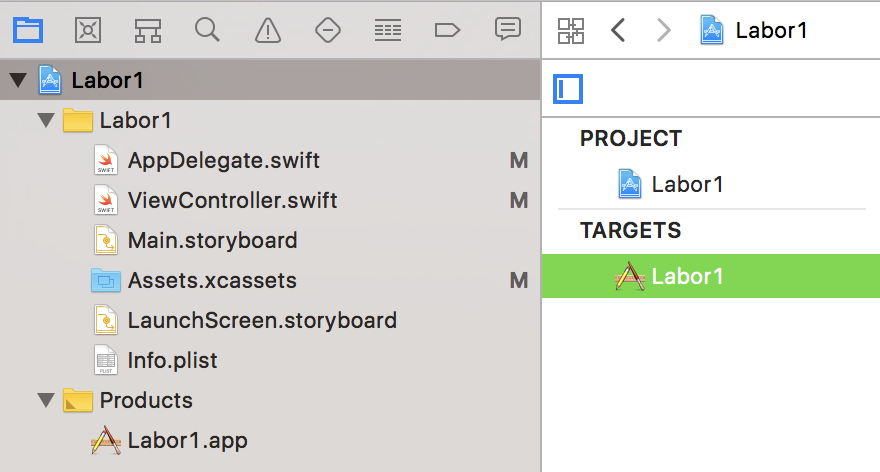 Labor1
Labor1
AppDelegate.swift M
ViewController.swift M
Main.storyboard
Assets.xcassets M
LaunchScreen.storyboard
Info.plist
Products
Labor1.app
Labor1
PROJECT
Labor1
TARGETS
Labor1